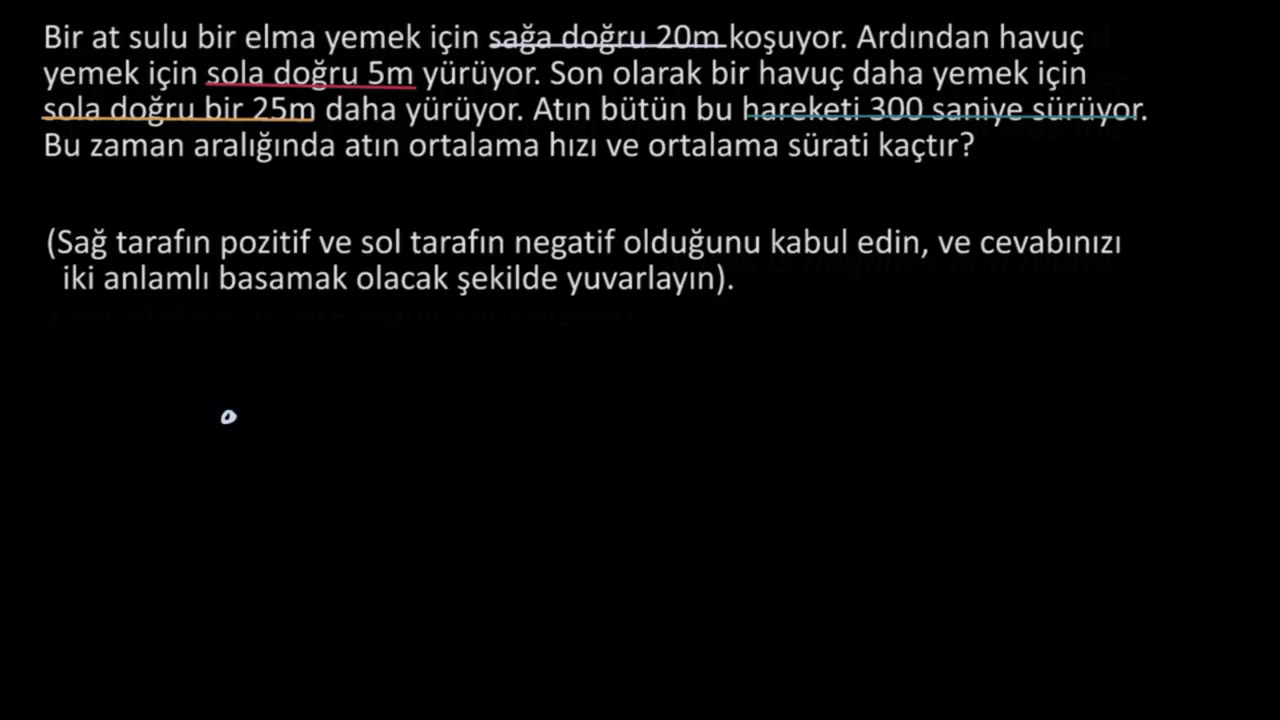 Bir at sulu bir elma yemek için sağa doğru 20m koşuyor. Ardından havuç
yemek için sola doğru 5m yürüyor. Son olarak bir havuç daha yemek için
sola doğru bir 25m daha yürüyor. Atın bütün bu hareketi 300 saniye sürüyor.
Bu zaman aralığında atın ortalama hızı ve ortalama sürati kaçtır?
(Sağ tarafın pozitif ve sol tarafın negatif olduğunu kabul edin, ve cevabınızı
iki anlamlı basamak olacak şekilde yuvarlayın).